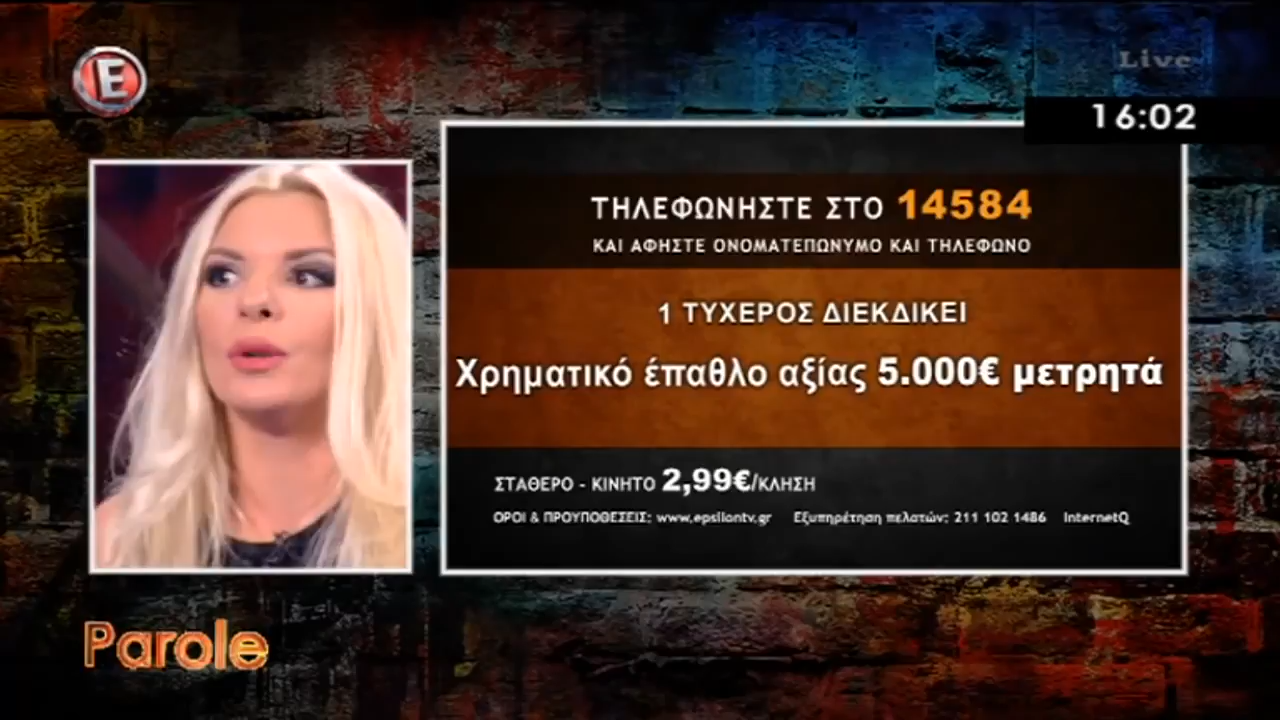 E
Live
16:02
ΤΗΛΕΦΩΝΗΣΤΕ ΣΤΟ 14584
ΚΑΙ ΑΦΗΣΤΕ ΟΝΟΜΑΤΕΠΩΝΥΜΟ ΚΑΙ ΤΗΛΕΦΩΝΟ
1 ΤΥΧΕΡΟΣ ΔΙΕΚΔΙΚΕΙ
Χρηματικό έπαθλο αξίας 5.000€ μετρητά
ΣΤΑΘΕΡΟ - ΚΙΝΗΤΟ 2,99€/ΚΛΗΣΗ
ΟΡΟΙ & ΠΡΟΥΠΟΘΕΣΕΙΣ: www.epsilontv.gr Εξυπηρέτηση πελατών: 211 102 1486 InternetQ
Parole